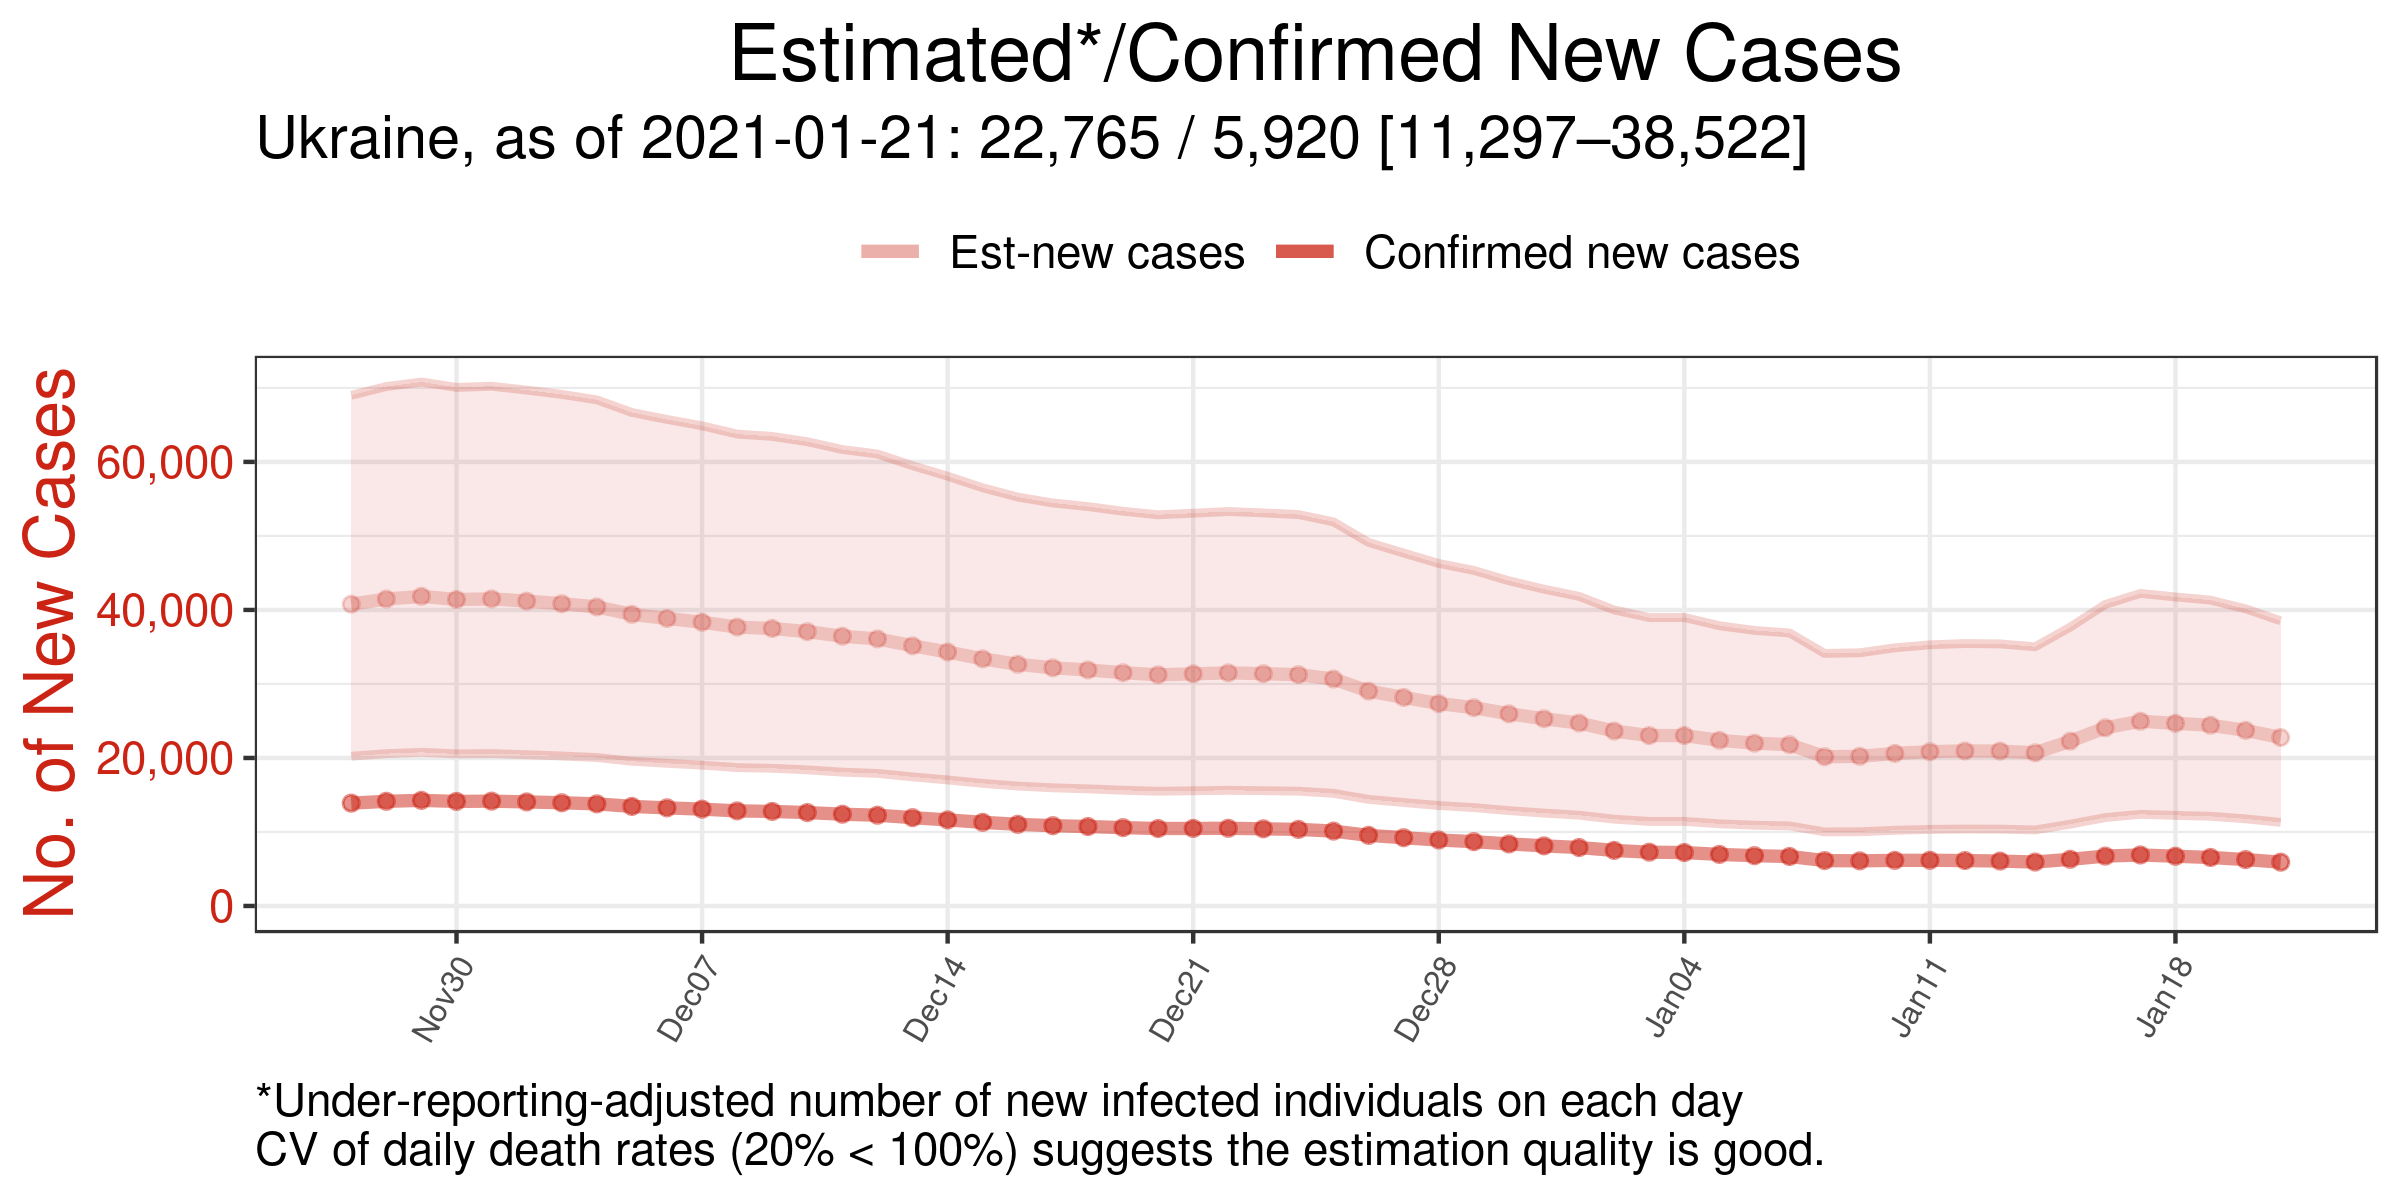 Estimated*/Confirmed New Cases
Ukraine, as of 2021-01-21: 22,765 / 5,920 [11,297–38,522]
Est-new cases
Confirmed new cases
No. of New Cases
60,000
40,000
20,000
0
Nov30
Dec07
Dec14
Dec21
Dec28
Jan04
Jan11
Jan18
*Under-reporting-adjusted number of new infected individuals on each day
CV of daily death rates (20% < 100%) suggests the estimation quality is good.